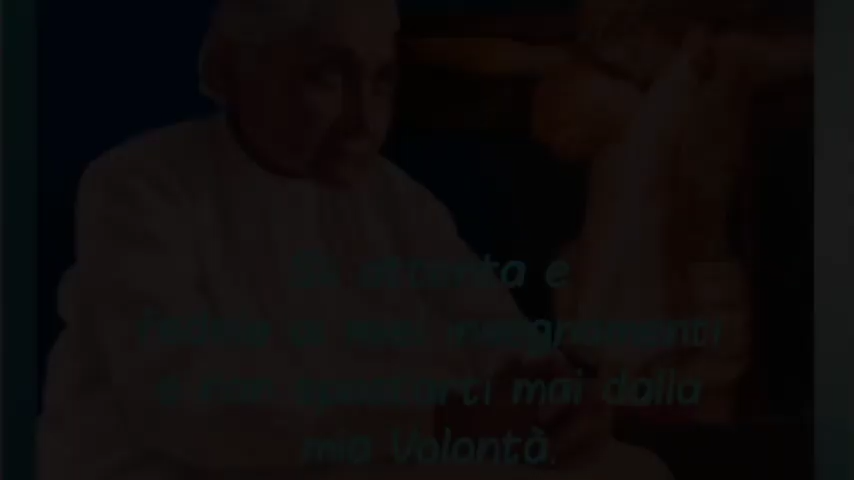 Sii attenta e
fedele ai miei insegnamenti
a non spostarti mai dalla
mia Volontà.